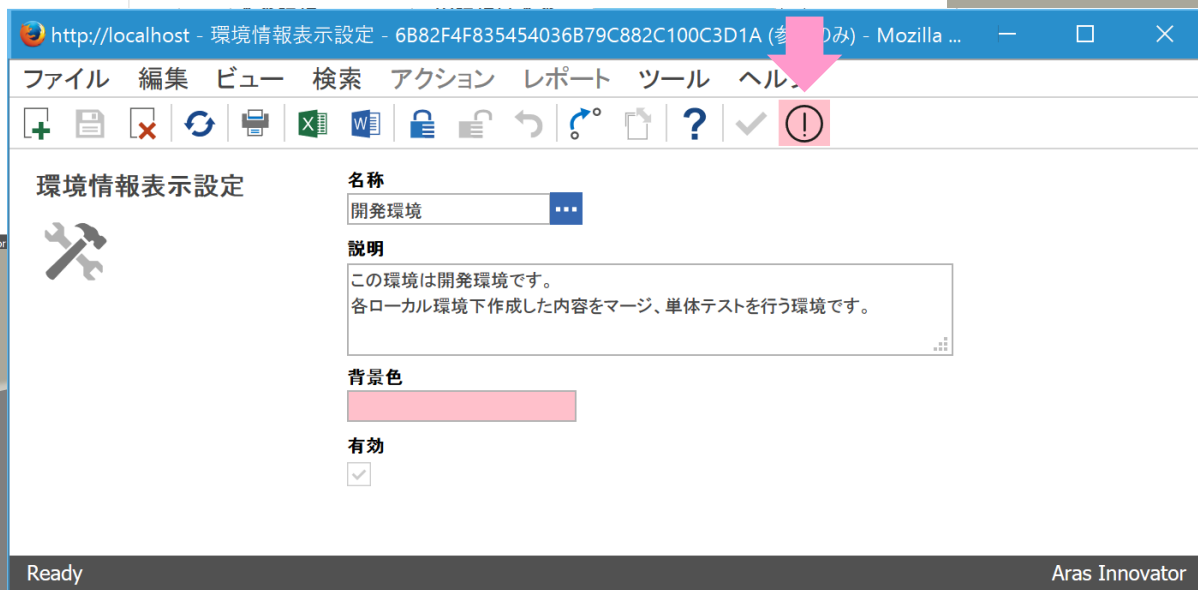 http://localhost - 環境情報表示設定 - 6B82F4F835454036B79C882C100C3D1A (参 のみ) - Mozilla ...
ファイル 編集 ビュー 検索 アクション レポート ツール ヘル
環境情報表示設定
名称
開発環境
説明
この環境は開発環境です。
各ローカル環境下作成した内容をマージ、単体テストを行う環境です。
背景色
有効
Ready
Aras Innovator